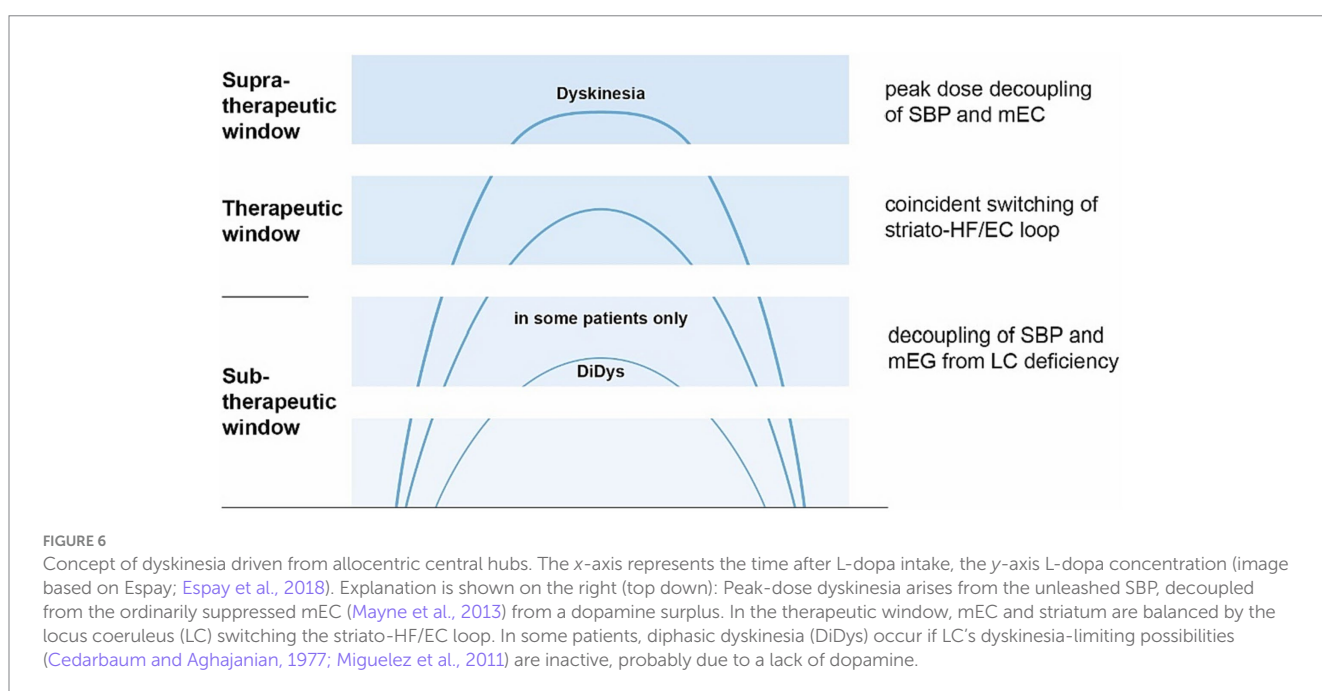 Supra-
therapeutic
window
Dyskinesia
peak dose decoupling
of SBP and mEC
Therapeutic
window
coincident switching of
striato-HF/EC loop
Sub-
therapeutic
window
in some patients only
DiDys
decoupling of SBP and
mEG from LC deficiency
FIGURE 6
Concept of dyskinesia driven from allocentric central hubs. The x-axis represents the time after L-dopa intake, the y-axis L-dopa concentration (image
based on Espay; Espay et al., 2018). Explanation is shown on the right (top down): Peak-dose dyskinesia arises from the unleashed SBP, decoupled
from the ordinarily suppressed mEC (Mayne et al., 2013) from a dopamine surplus. In the therapeutic window, mEC and striatum are balanced by the
locus coeruleus (LC) switching the striato-HF/EC loop. In some patients, diphasic dyskinesia (DiDys) occur if LC's dyskinesia-limiting possibilities
(Cedarbaum and Aghajanian, 1977; Miguelez et al., 2011) are inactive, probably due to a lack of dopamine.